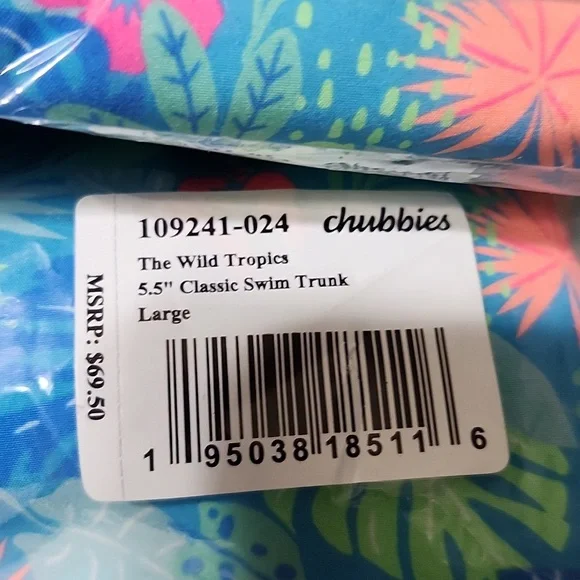 109241-024 chubbies
The Wild Tropics
5.5" Classic Swim Trunk
Large
MSRP: $69.50
1 95038 18511 6